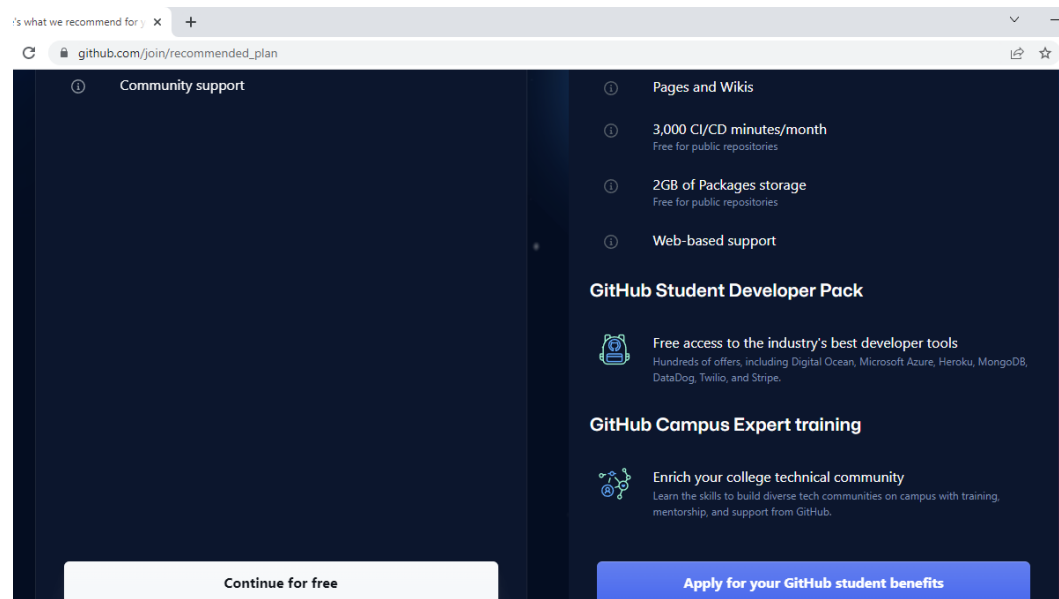 's what we recommend for y
github.com/join/recommended_plan
Community support
Pages and Wikis
3,000 CI/CD minutes/month
Free for public repositories
2GB of Packages storage
Free for public repositories
Web-based support
GitHub Student Developer Pack
Free access to the industry's best developer tools
Hundreds of offers, including Digital Ocean, Microsoft Azure, Heroku, MongoDB,
DataDog, Twilio, and Stripe.
GitHub Campus Expert training
Enrich your college technical community
Learn the skills to build diverse tech communities on campus with training,
mentorship, and support from GitHub.
Continue for free
Apply for your GitHub student benefits